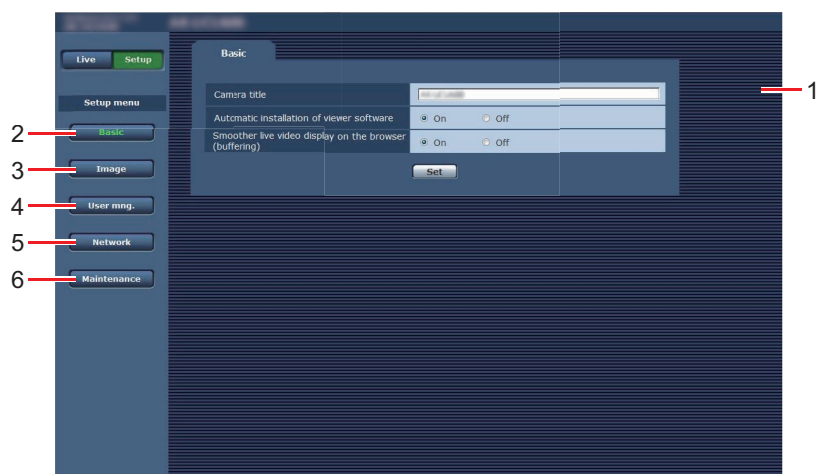 Live Setup
Basic
Setup menu
Camera title
1
Automatic installation of viewer software On Off
2 Basic
Smoother live video display on the browser (buffering) On Off
3 Image
Set
4 User mng.
5 Network
6 Maintenance